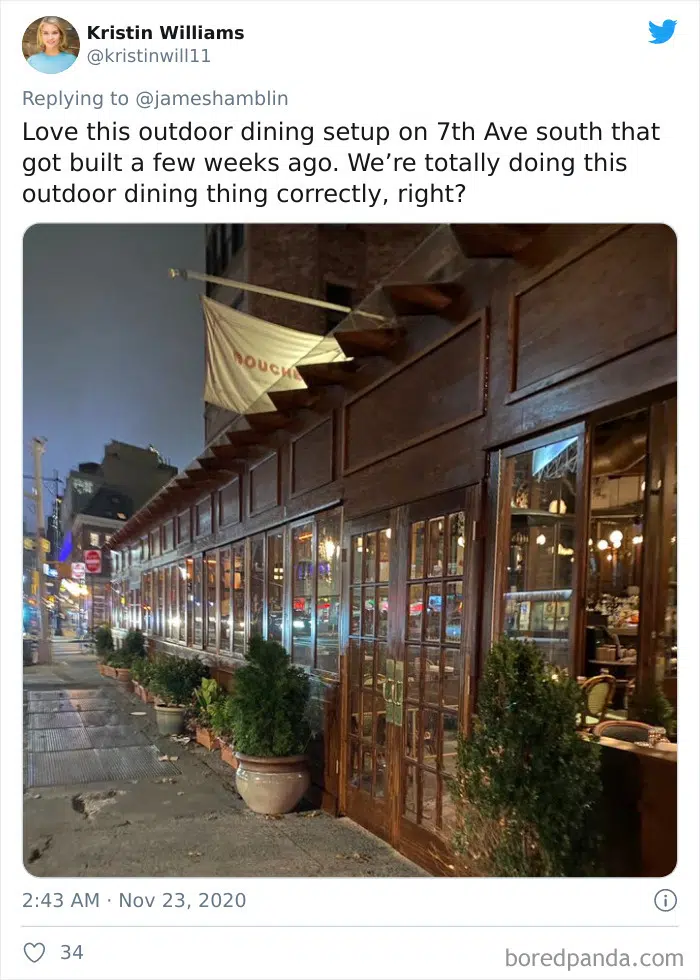 Kristin Williams
@kristinwill11
Replying to @jameshamblin
Love this outdoor dining setup on 7th Ave south that
got built a few weeks ago. We’re totally doing this
outdoor dining thing correctly, right?
2:43 AM · Nov 23, 2020
34
boredpanda.com